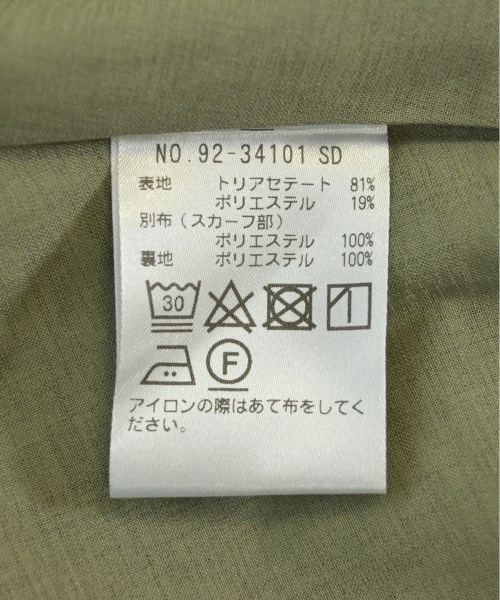 NO.92-34101 SD
表地 トリアセテート 81%
ポリエステル 19%
別布(スカーフ部)
ポリエステル 100%
裏地 ポリエステル 100%
30
F
アイロンの際はあて布をしてく
ださい。